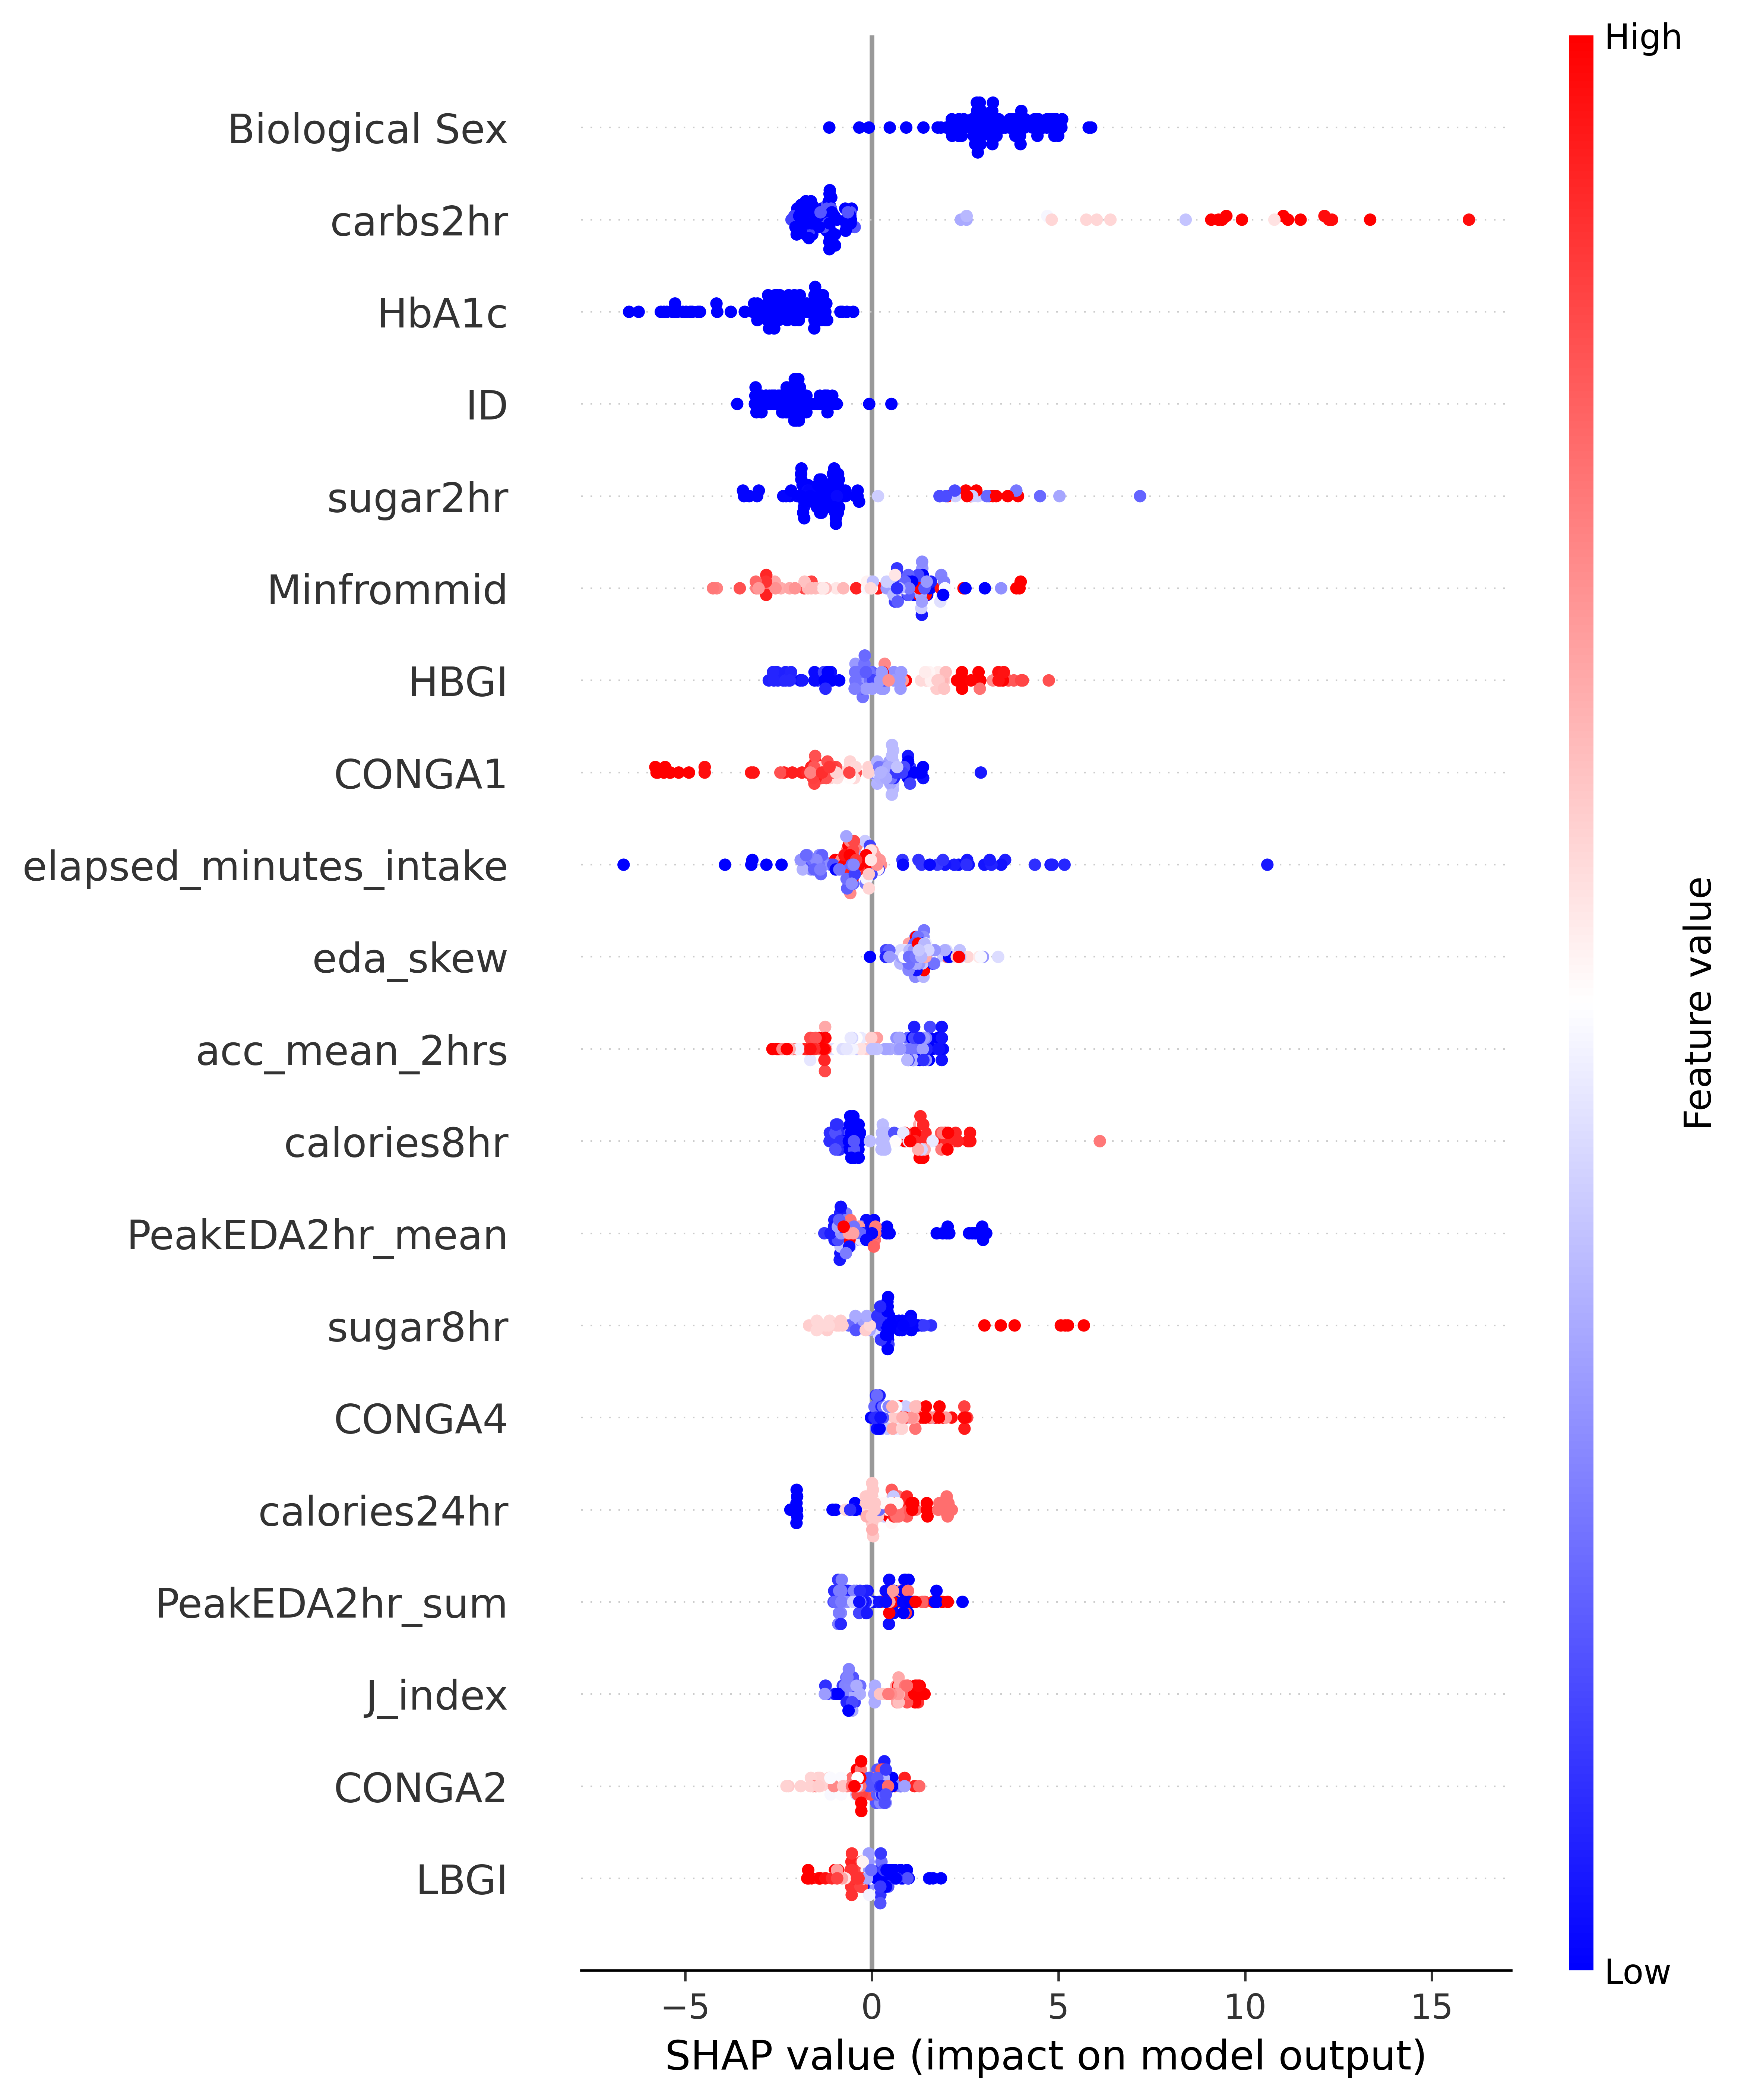 High
Biological Sex
carbs2hr
HbA1c
ID
sugar2hr
Minfrommid
HBGI
CONGA1
elapsed_minutes_intake
eda_skew
acc_mean_2hrs
calories8hr
PeakEDA2hr_mean
sugar8hr
CONGA4
calories24hr
PeakEDA2hr_sum
J_index
CONGA2
LBGI
Feature value
Low
−5 0 5 10 15
SHAP value (impact on model output)